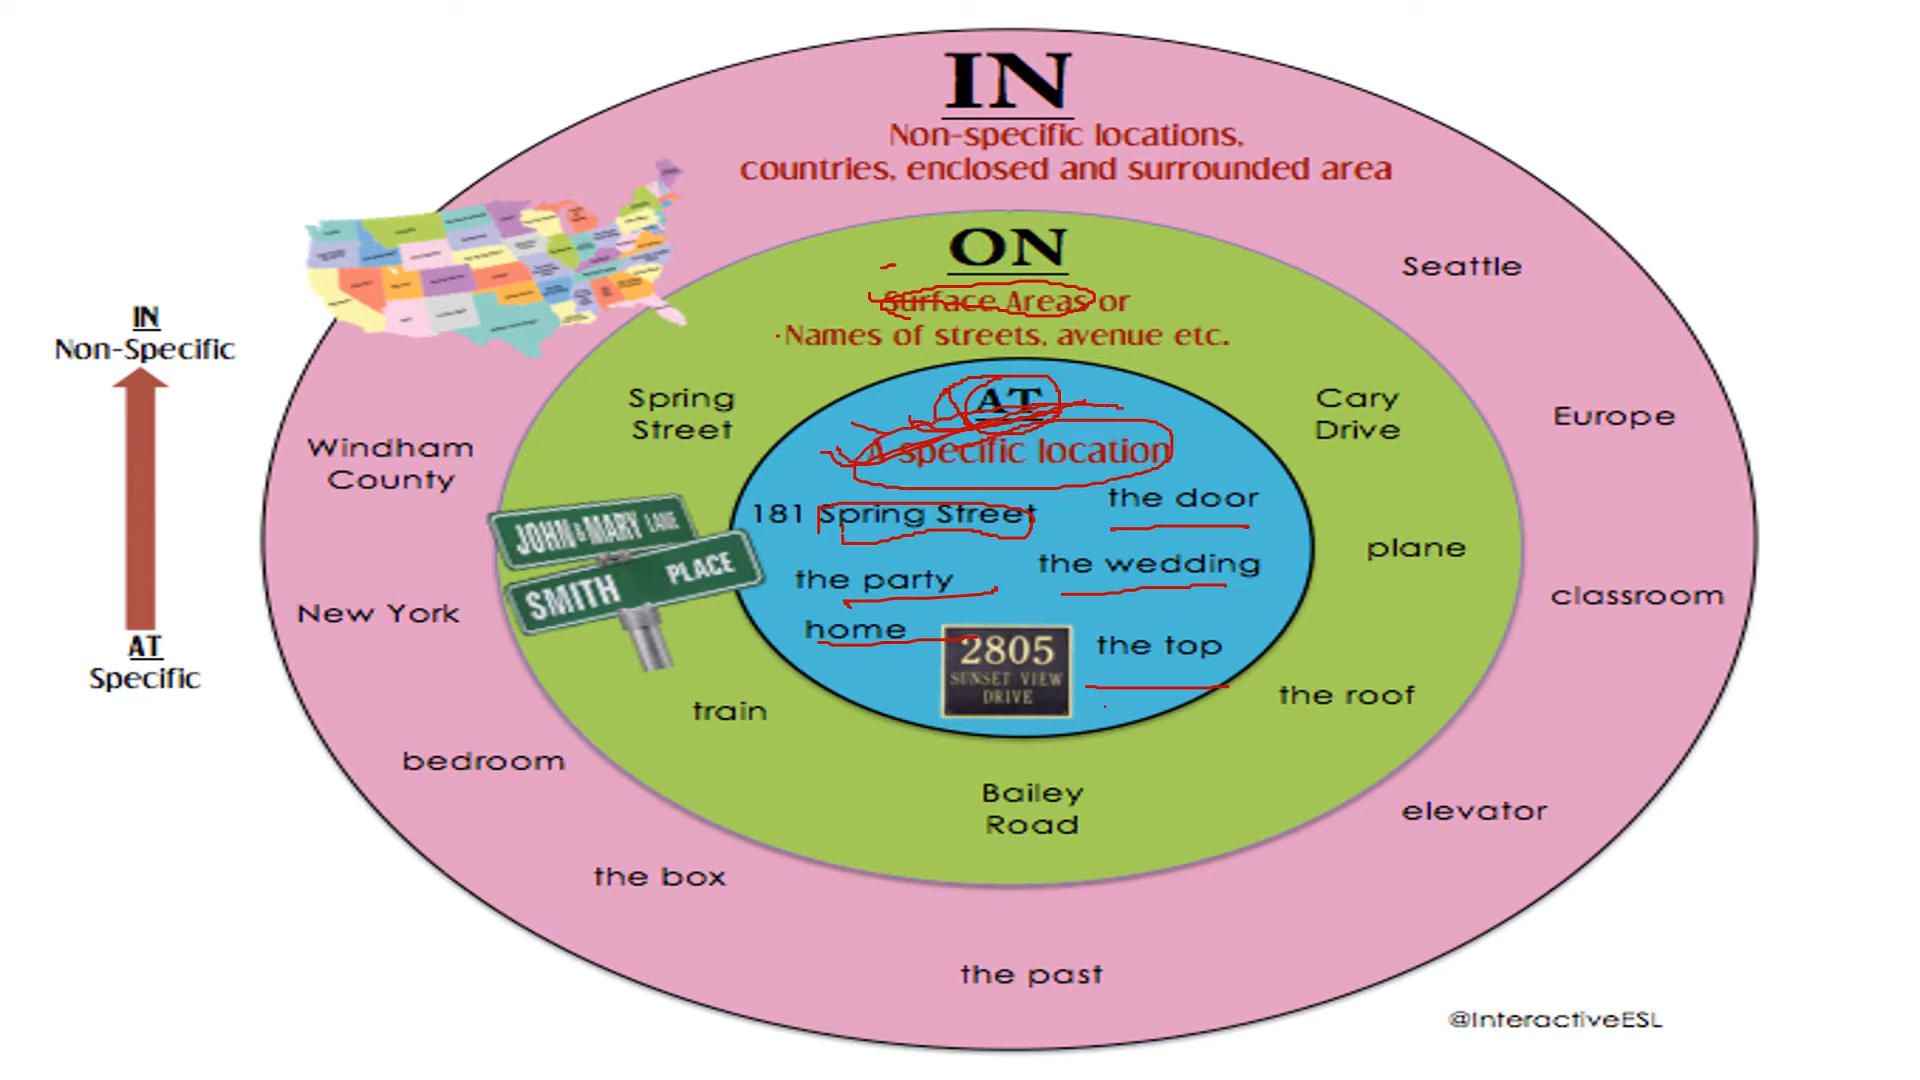 IN
Non-specific locations,
countries, enclosed and surrounded area
ON
Surface Areas or
Names of streets, avenue etc.
AT
A specific location
Seattle
IN
Non-Specific
AT
Specific
Spring
Street
Cary
Drive
Europe
Windham
County
181 Spring Street
the door
JOHN & MARY LANE
SMITH PLACE
plane
the wedding
the party
classroom
New York
home
2805
SUNSET VIEW
DRIVE
the top
the roof
train
bedroom
Bailey
Road
elevator
the box
the past
@InteractiveESL